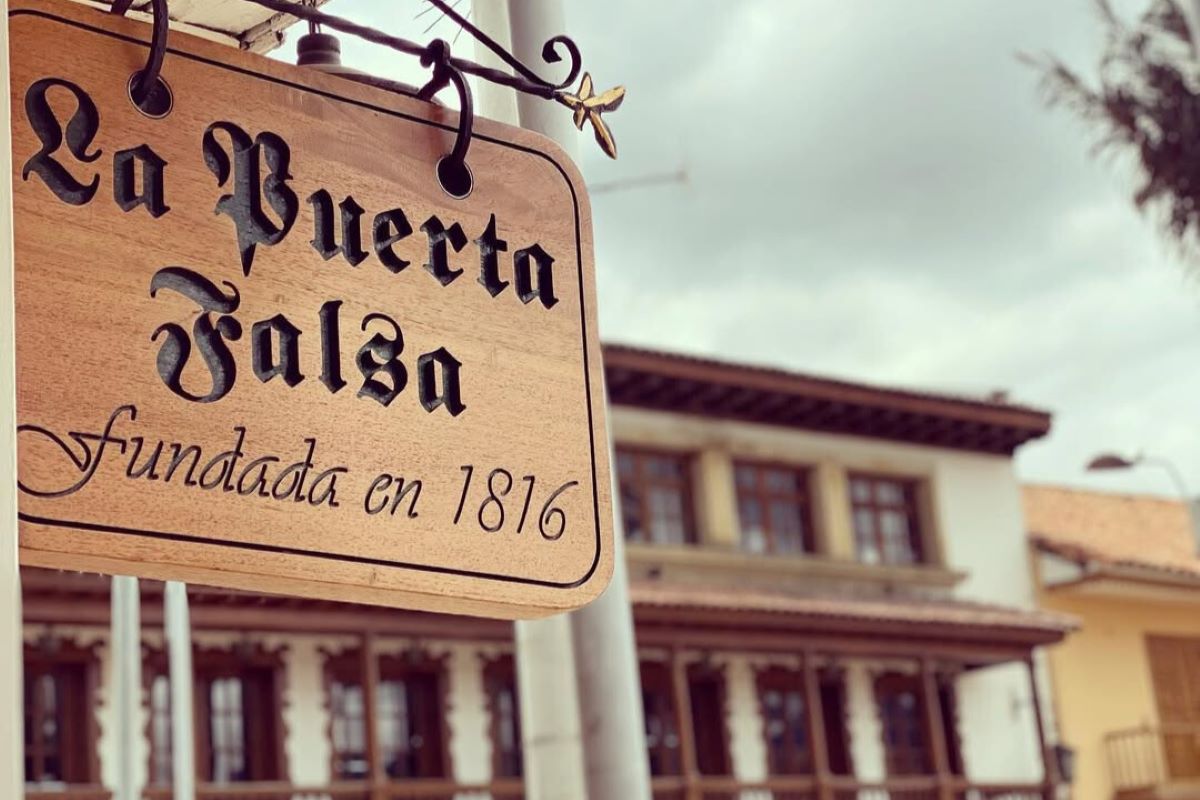 La Puerta
Falsa
fundada en 1816